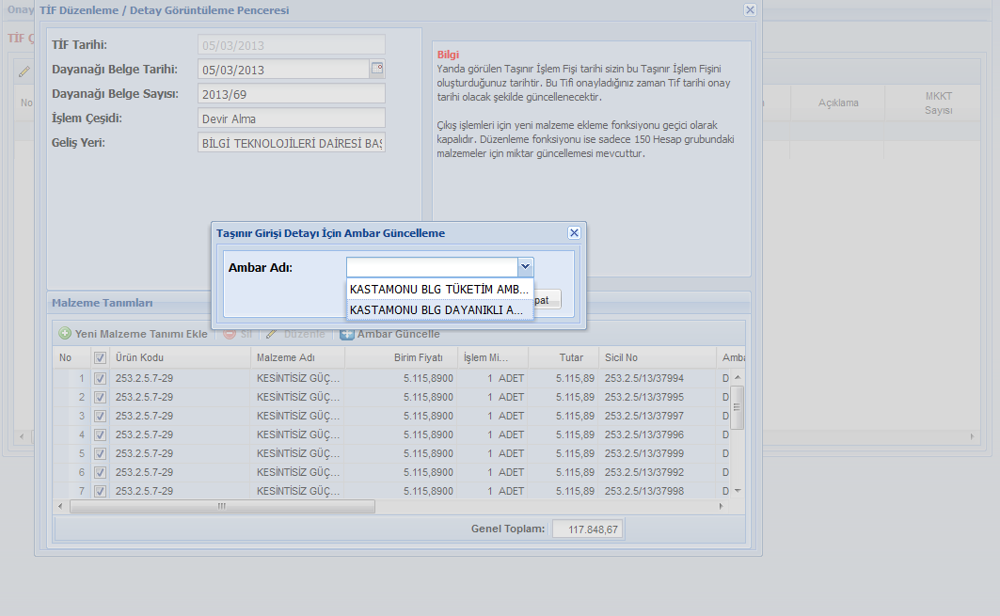 Onay
TİF Düzenleme / Detay Görüntüleme Penceresi
TİF Ç
TİF Tarihi:
05/03/2013
Dayanağı Belge Tarihi:
05/03/2013
Dayanağı Belge Sayısı:
2013/69
İşlem Çeşidi:
Devir Alma
Geliş Yeri:
BİLGİ TEKNOLOJİLERİ DAİRESİ BAŞ
Bilgi
Yanda görülen Taşınır İşlem Fişi tarihi sizin bu Taşınır İşlem Fişini
oluşturduğunuz tarihtir. Bu Tifi onayladığınız zaman Tif tarihi onay
tarihi olacak şekilde güncellenecektir.
Çıkış işlemleri için yeni malzeme ekleme fonksiyonu geçici olarak
kapalıdır. Düzenleme fonksiyonu ise sadece 150 Hesap grubundaki
malzemeler için miktar güncellemesi mevcuttur.
No
Açıklama
MKKT
Sayısı
Taşınır Girişi Detayı İçin Ambar Güncelleme
Ambar Adı:
KASTAMONU BLG TÜKETİM AMB...
KASTAMONU BLG DAYANIKLI A...
pat
Malzeme Tanımları
Yeni Malzeme Tanımı Ekle Sil Düzenle Ambar Güncelle
No Ürün Kodu Malzeme Adı Birim Fiyatı İşlem Mi... Tutar Sicil No Amba
1 253.2.5.7-29 KESİNTİSİZ GÜÇ... 5.115,8900 1 ADET 5.115,89 253.2.5/13/37994 D
2 253.2.5.7-29 KESİNTİSİZ GÜÇ... 5.115,8900 1 ADET 5.115,89 253.2.5/13/37995 D
3 253.2.5.7-29 KESİNTİSİZ GÜÇ... 5.115,8900 1 ADET 5.115,89 253.2.5/13/37997 D
4 253.2.5.7-29 KESİNTİSİZ GÜÇ... 5.115,8900 1 ADET 5.115,89 253.2.5/13/37996 D
5 253.2.5.7-29 KESİNTİSİZ GÜÇ... 5.115,8900 1 ADET 5.115,89 253.2.5/13/37999 D
6 253.2.5.7-29 KESİNTİSİZ GÜÇ... 5.115,8900 1 ADET 5.115,89 253.2.5/13/37992 D
7 253.2.5.7-29 KESİNTİSİZ GÜÇ... 5.115,8900 1 ADET 5.115,89 253.2.5/13/37998 D
Genel Toplam: 117.848,67